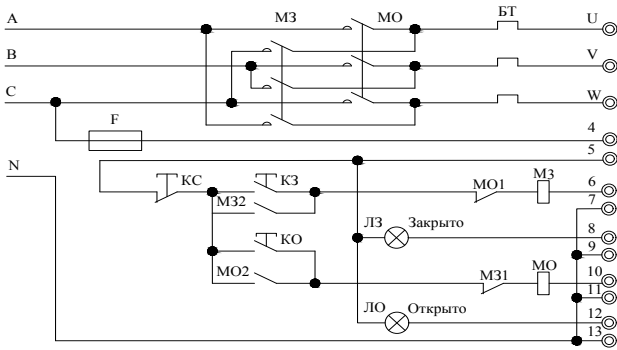 A МЗ МО БТ U
B V
C W
F 4
N 5
КС КЗ МО1 МЗ 6
МЗ2 7
ЛЗ Закрыто 8
КО 9
МО2 МЗ1 МО 10
11
ЛО Открыто 12
13